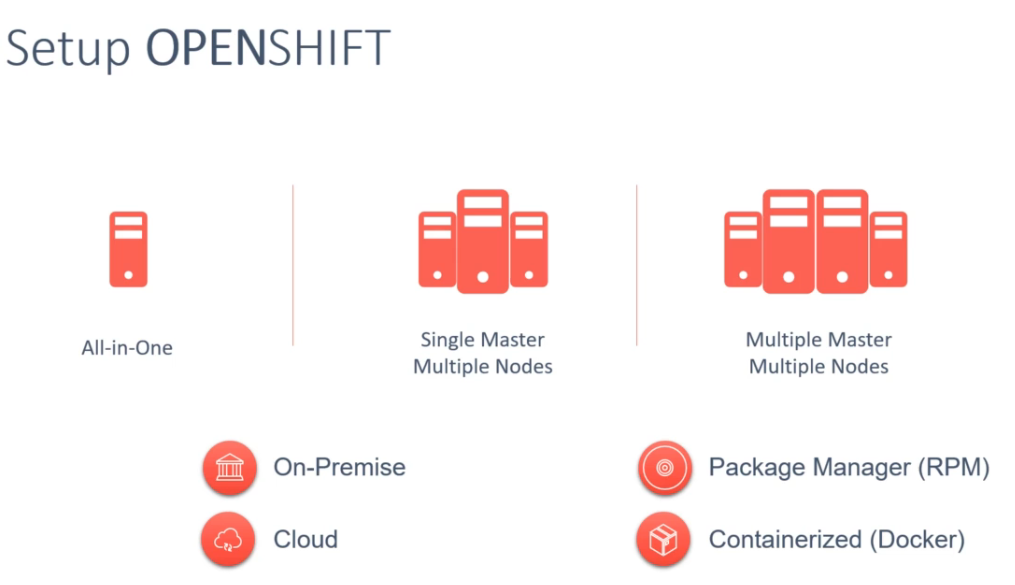 Setup OPENSHIFT
All-in-One
Single Master
Multiple Nodes
Multiple Master
Multiple Nodes
On-Premise
Package Manager (RPM)
Cloud
Containerized (Docker)